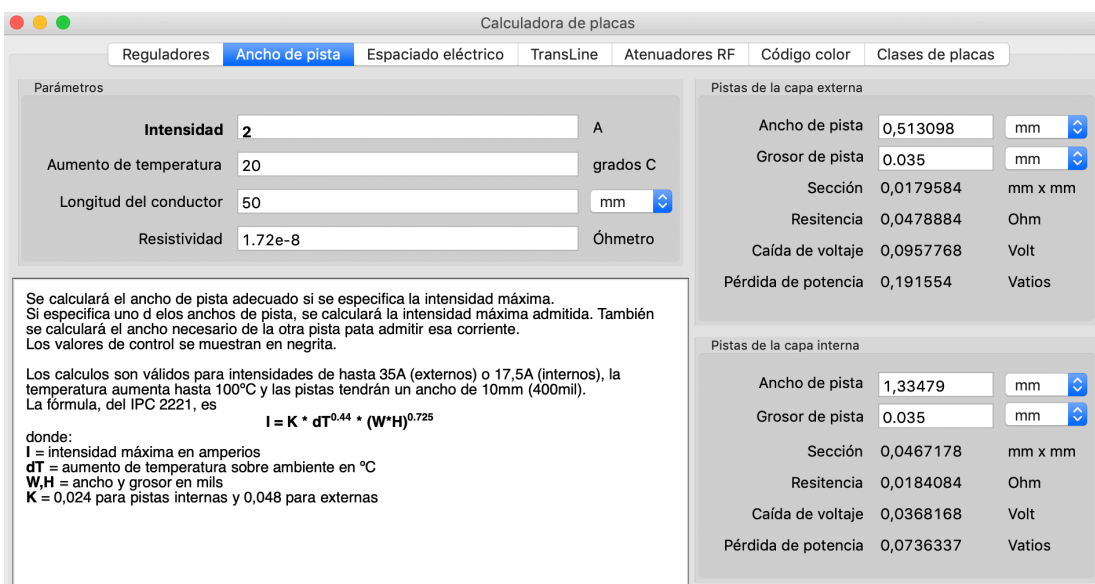 Calculadora de placas
Reguladores Ancho de pista Espaciado eléctrico TransLine Atenuadores RF Código color Clases de placas
Parámetros
Intensidad 2 A
Aumento de temperatura 20 grados C
Longitud del conductor 50 mm
Resistividad 1.72e-8 Óhmetro
Se calculará el ancho de pista adecuado si se especifica la intensidad máxima.
Si especifica uno d elos anchos de pista, se calculará la intensidad máxima admitida. También
se calculará el ancho necesario de la otra pista pata admitir esa corriente.
Los valores de control se muestran en negrita.
Los calculos son válidos para intensidades de hasta 35A (externos) o 17,5A (internos), la
temperatura aumenta hasta 100ºC y las pistas tendrán un ancho de 10mm (400mil).
La fórmula, del IPC 2221, es
I = K * dT^0.44 * (W*H)^0.725
donde:
I = intensidad máxima en amperios
dT = aumento de temperatura sobre ambiente en ºC
W,H = ancho y grosor en mils
K = 0,024 para pistas internas y 0,048 para externas
Pistas de la capa externa
Ancho de pista 0,513098 mm
Grosor de pista 0.035 mm
Sección 0,0179584 mm x mm
Resitencia 0,0478884 Ohm
Caída de voltaje 0,0957768 Volt
Pérdida de potencia 0,191554 Vatios
Pistas de la capa interna
Ancho de pista 1,33479 mm
Grosor de pista 0.035 mm
Sección 0,0467178 mm x mm
Resitencia 0,0184084 Ohm
Caída de voltaje 0,0368168 Volt
Pérdida de potencia 0,0736337 Vatios